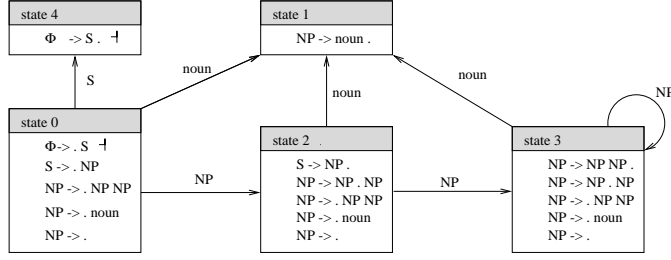 state 4
Φ -> S . ⊣
state 1
NP -> noun .
S
noun
noun
noun
NP
state 0
Φ-> . S ⊣
S -> . NP
NP -> . NP NP
NP -> . noun
NP -> .
NP
state 2
S -> NP .
NP -> NP . NP
NP -> . NP NP
NP -> . noun
NP -> .
NP
state 3
NP -> NP NP .
NP -> NP . NP
NP -> . NP NP
NP -> . noun
NP -> .